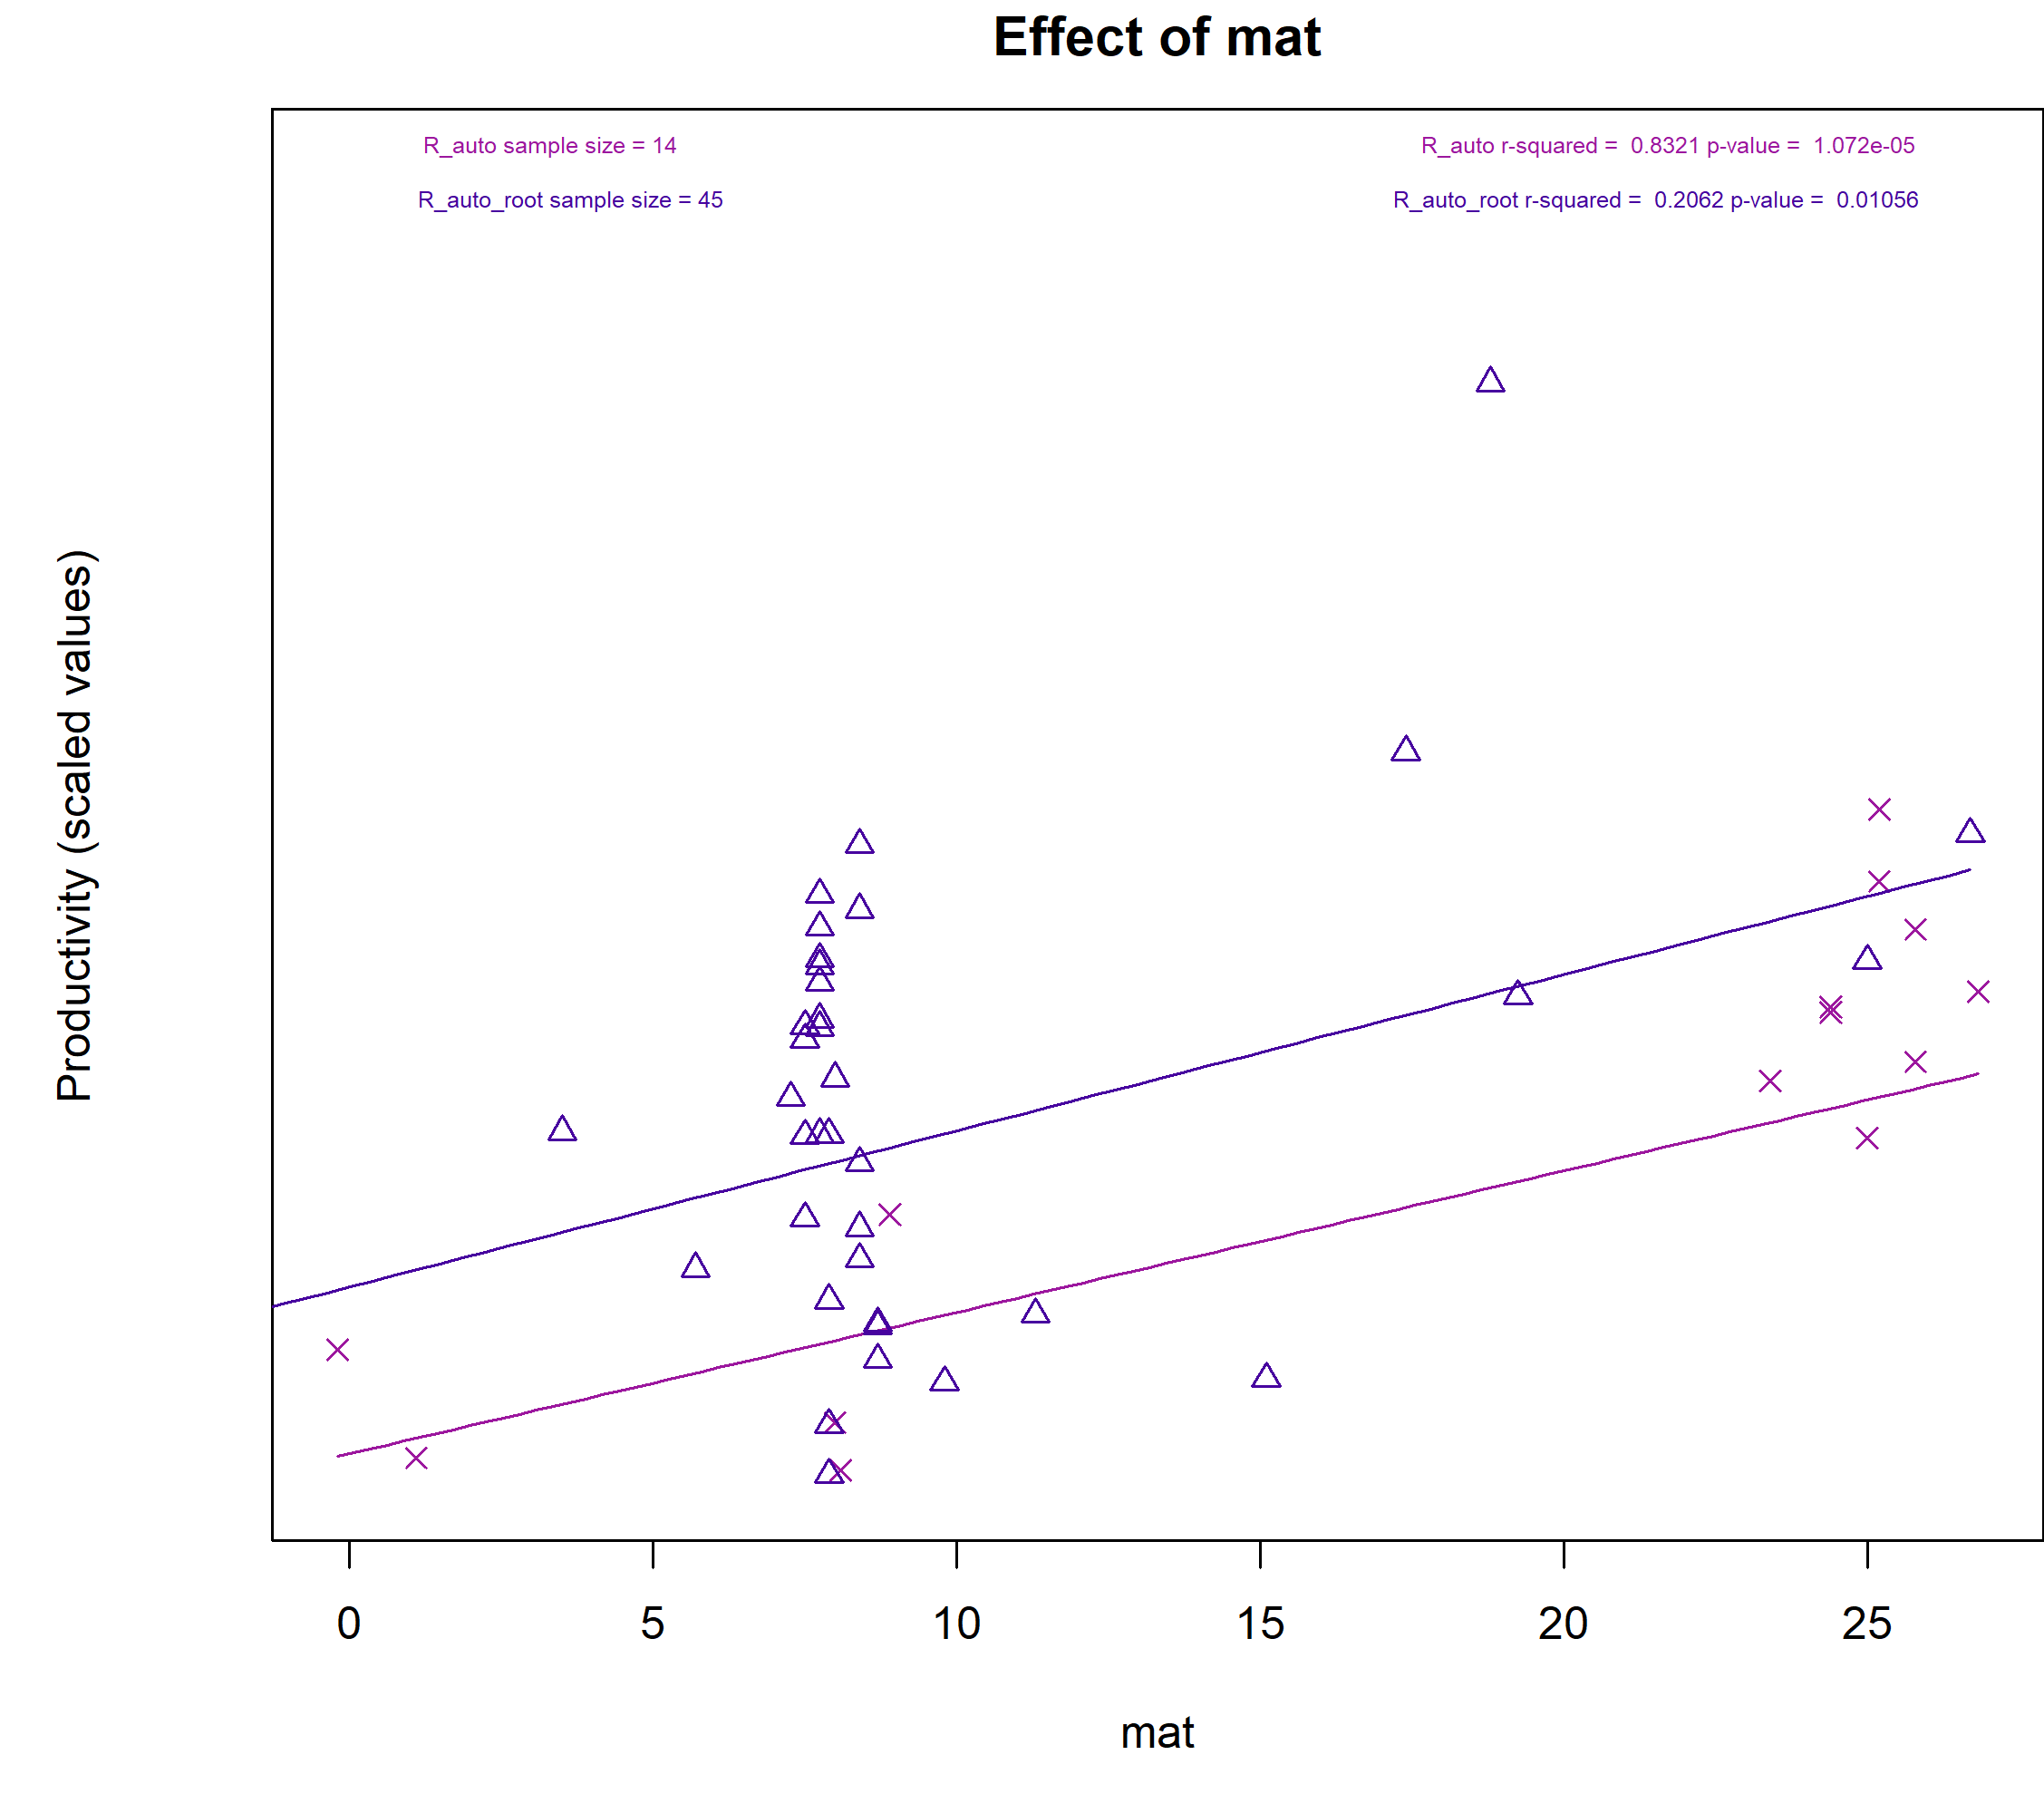 Effect of mat
R_auto sample size = 14
R_auto r-squared =  0.8321 p-value =  1.072e-05
R_auto_root sample size = 45
R_auto_root r-squared =  0.2062 p-value =  0.01056
Productivity (scaled values)
0 5 10 15 20 25
mat